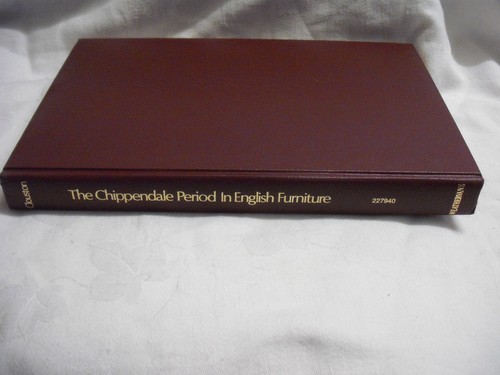 Clouston
The Chippendale Period In English Furniture
227940